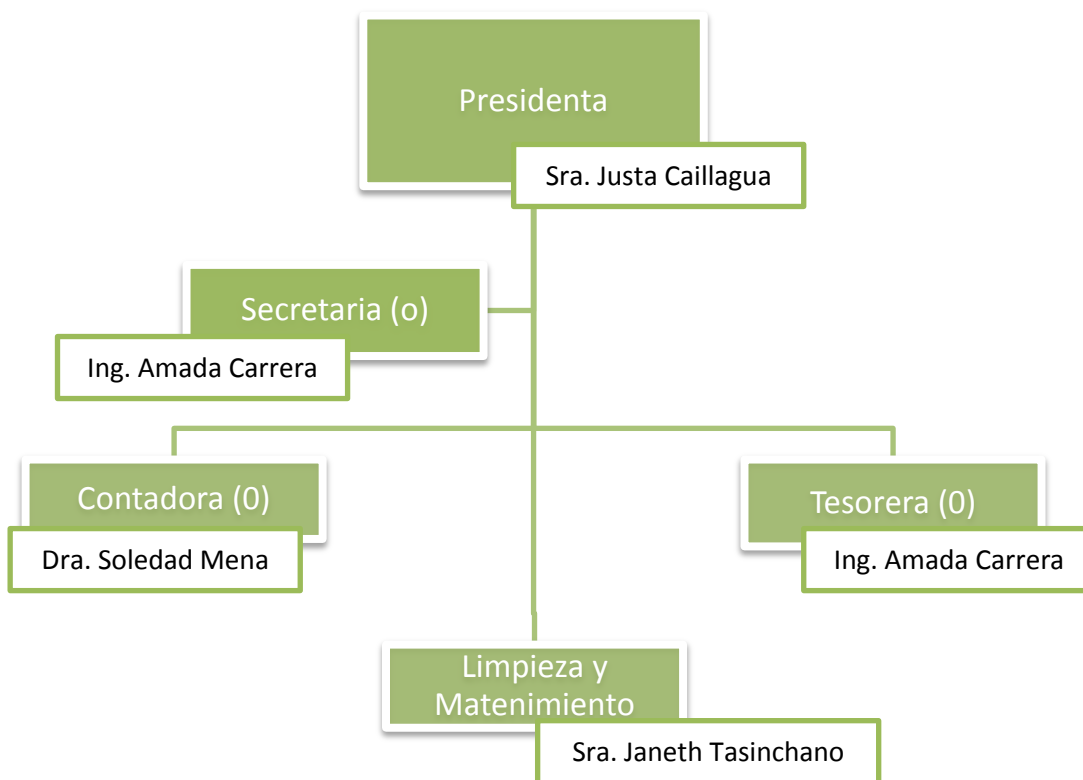 Presidenta
Sra. Justa Caillagua
Secretaria (o)
Ing. Amada Carrera
Contadora (0)
Dra. Soledad Mena
Tesorera (0)
Ing. Amada Carrera
Limpieza y
Matenimiento
Sra. Janeth Tasinchano